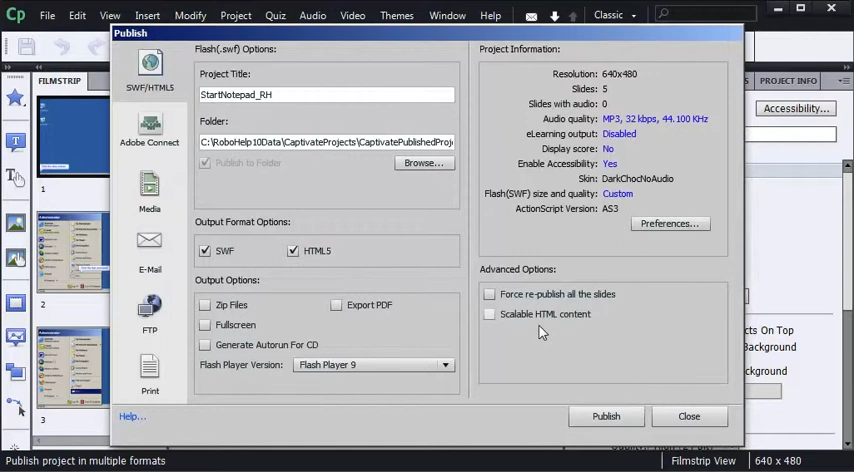 Cp File Edit View Insert Modify Project Quiz Audio Video Themes Window Help Classic
Publish
FILMSTRIP
PROJECT INFO
SWF/HTML5
Adobe Connect
Media
E-Mail
FTP
Print
Flash(.swf) Options:
Project Title:
StartNotepad_RH
Folder:
C:\RoboHelp10Data\CaptivateProjects\CaptivatePublishedProje
Publish to Folder
Browse...
Output Format Options:
SWF HTML5
Output Options:
Zip Files Export PDF
Fullscreen
Generate Autorun For CD
Flash Player Version: Flash Player 9
Project Information:
Resolution: 640x480
Slides: 5
Slides with audio: 0
Audio quality: MP3, 32 kbps, 44.100 KHz
eLearning output: Disabled
Display score: No
Enable Accessibility: Yes
Skin: DarkChocNoAudio
Flash(SWF) size and quality: Custom
ActionScript Version: AS3
Preferences...
Advanced Options:
Force re-publish all the slides
Scalable HTML content
Help...
Publish Close
Accessibility...
cts On Top
Background
ackground
1
2
3
Publish project in multiple formats
Filmstrip View 640 x 480